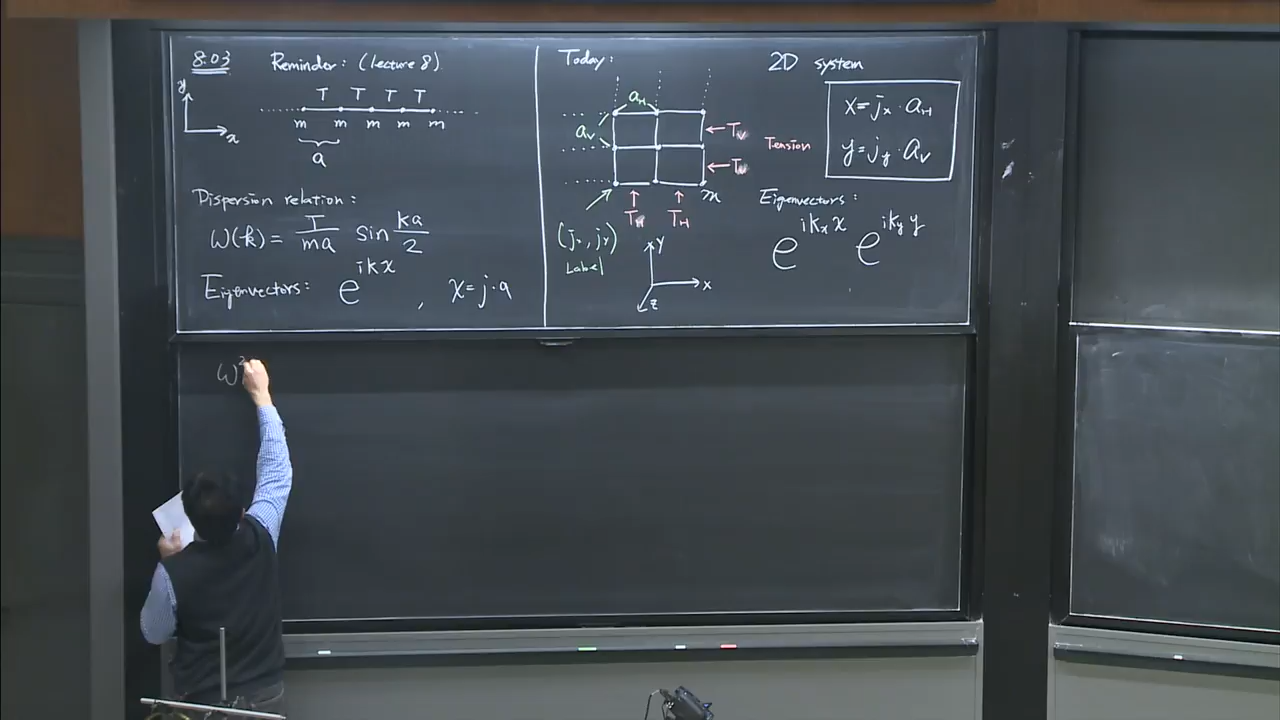 8.03 Reminder: (Lecture 8)
y
x
T T T T
m m m m m
a
Dispersion relation:
ω(k) = T/ma sin ka/2
Eigenvectors: e^{ikx} , x = j·a
Today: 2D system
a_H
a_V
T_V
Tension
m
T_H T_H
(j_x, j_y)
Label
Y
X
Z
x = j_x · a_H
y = j_y · a_V
Eigenvectors:
e^{ik_x x} e^{ik_y y}
ω²